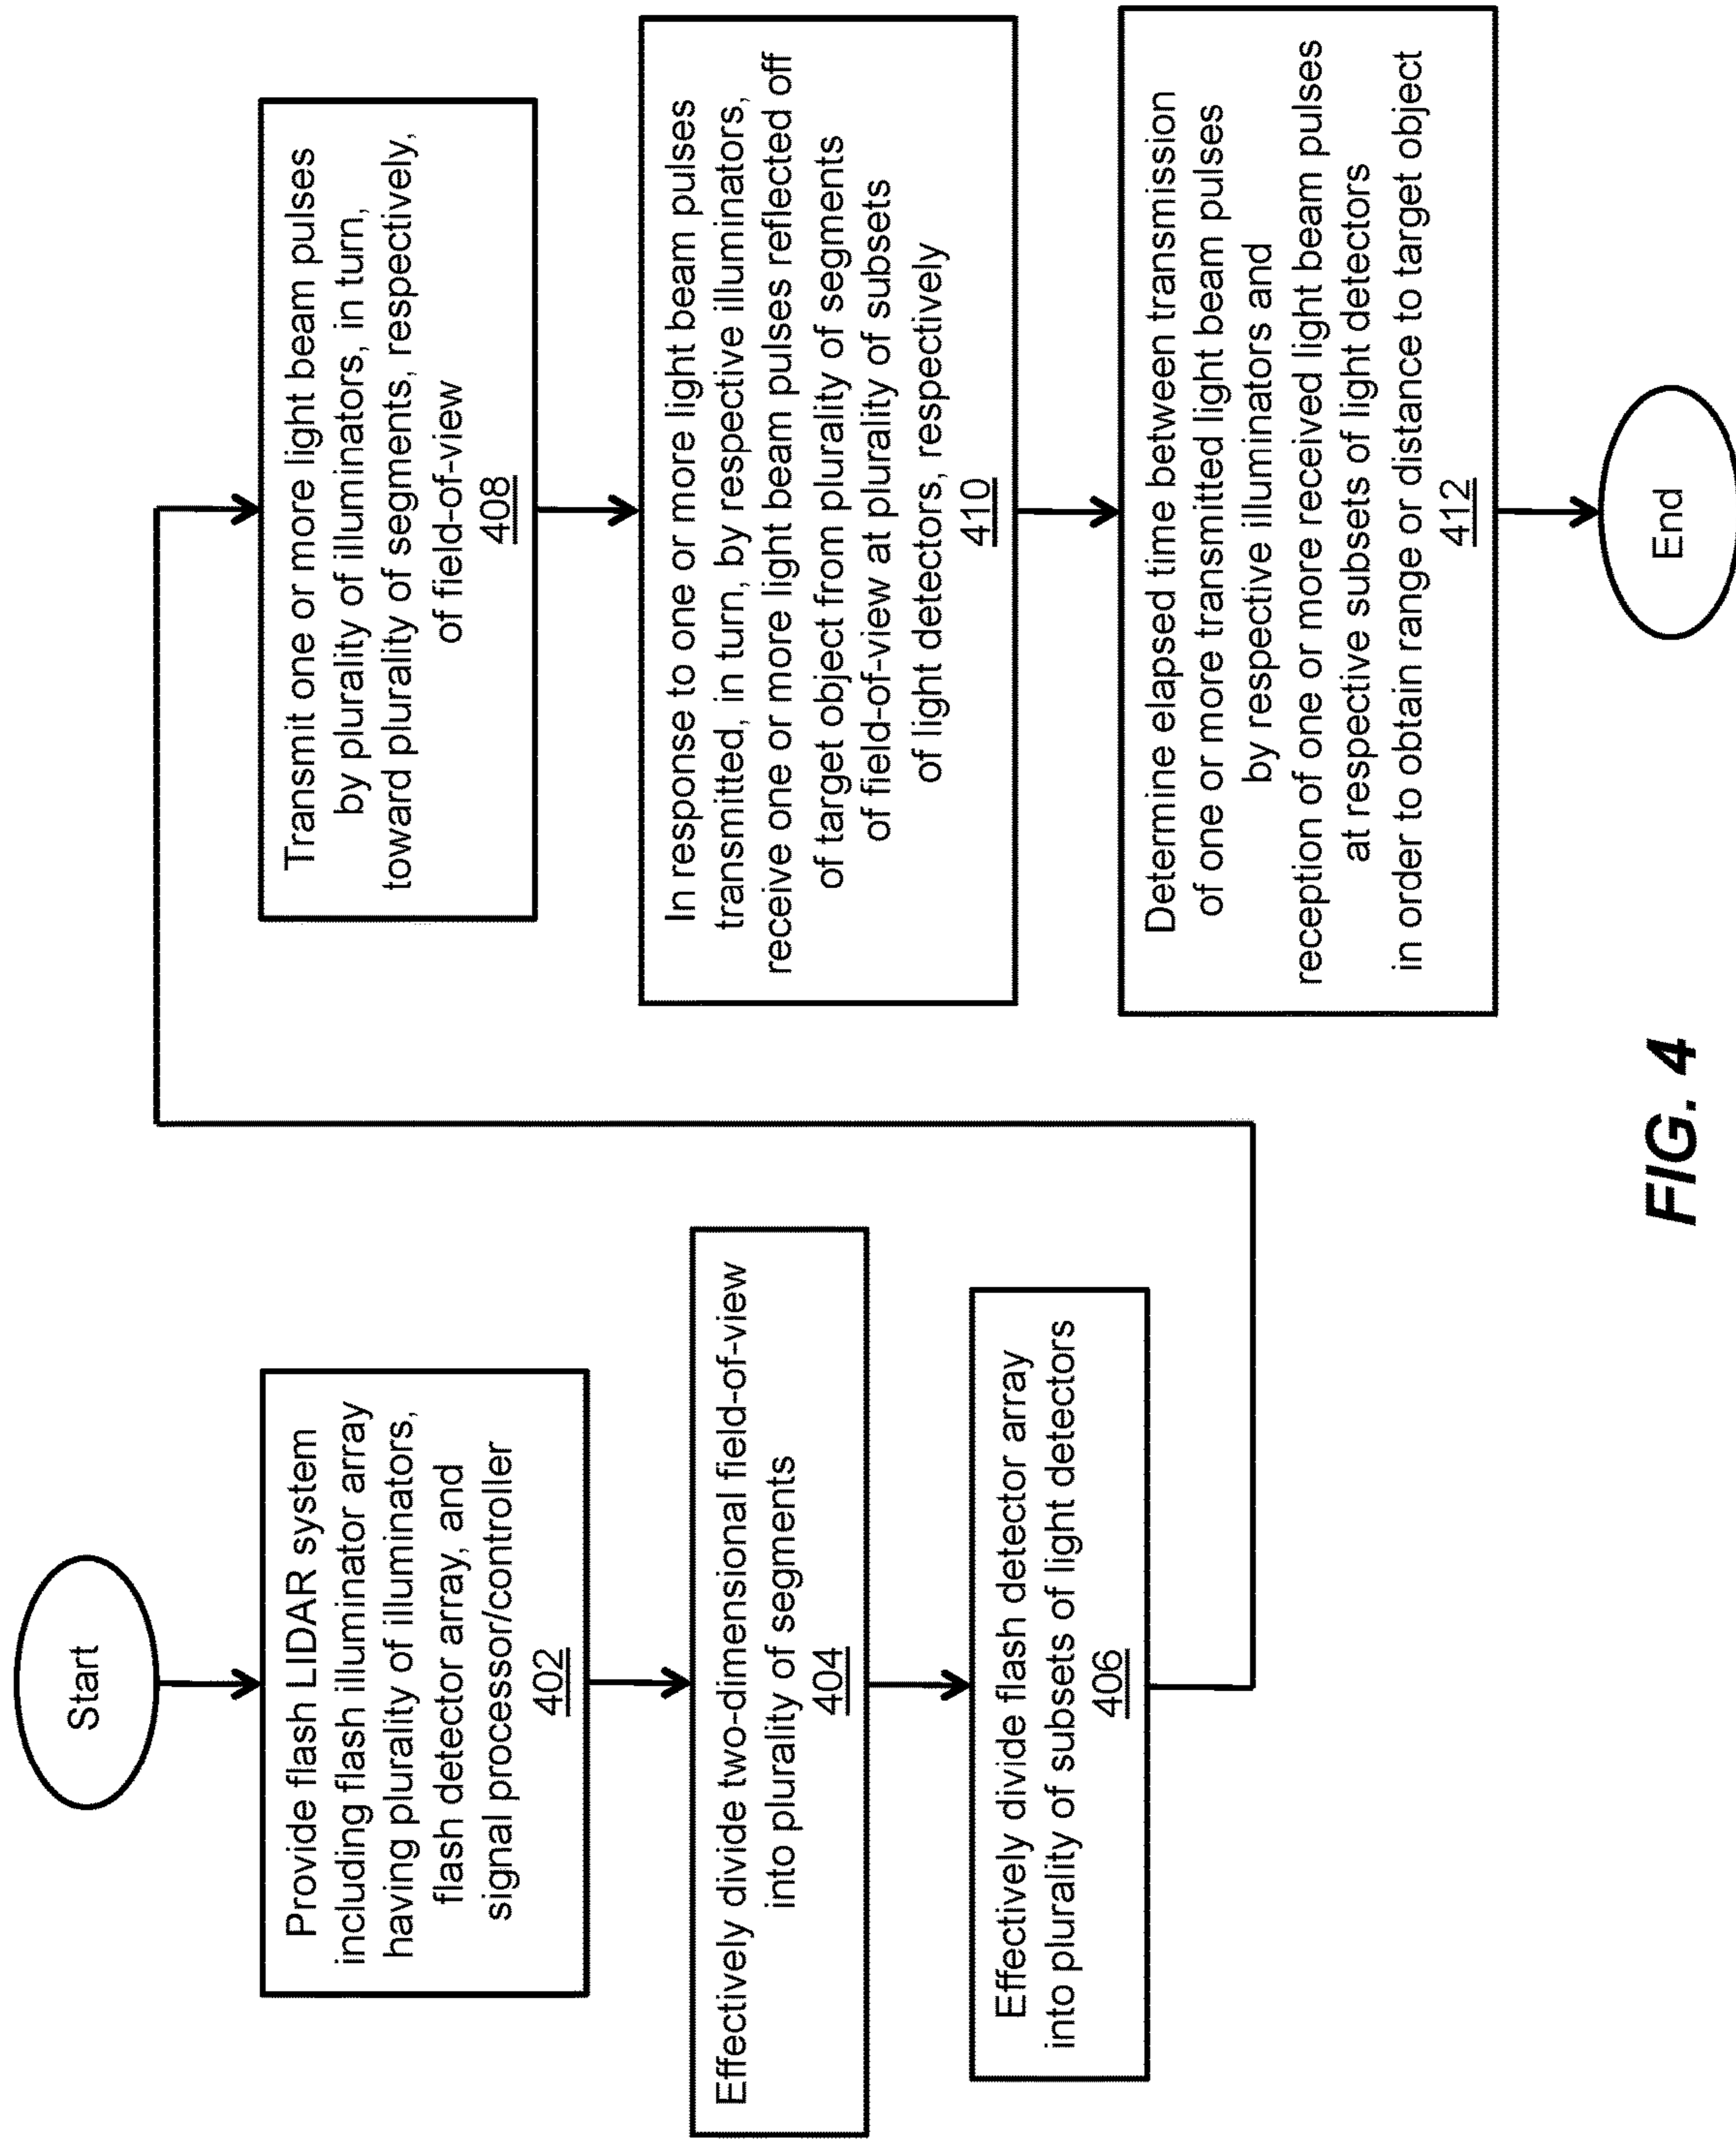 Start
Provide flash LIDAR system
including flash illuminator array
having plurality of illuminators,
flash detector array, and
signal processor/controller
402
Effectively divide two-dimensional field-of-view
into plurality of segments
404
Effectively divide flash detector array
into plurality of subsets of light detectors
406
Transmit one or more light beam pulses
by plurality of illuminators, in turn,
toward plurality of segments, respectively,
of field-of-view
408
In response to one or more light beam pulses
transmitted, in turn, by respective illuminators,
receive one or more light beam pulses reflected off
of target object from plurality of segments
of field-of-view at plurality of subsets
of light detectors, respectively
410
Determine elapsed time between transmission
of one or more transmitted light beam pulses
by respective illuminators and
reception of one or more received light beam pulses
at respective subsets of light detectors
in order to obtain range or distance to target object
412
End
FIG. 4